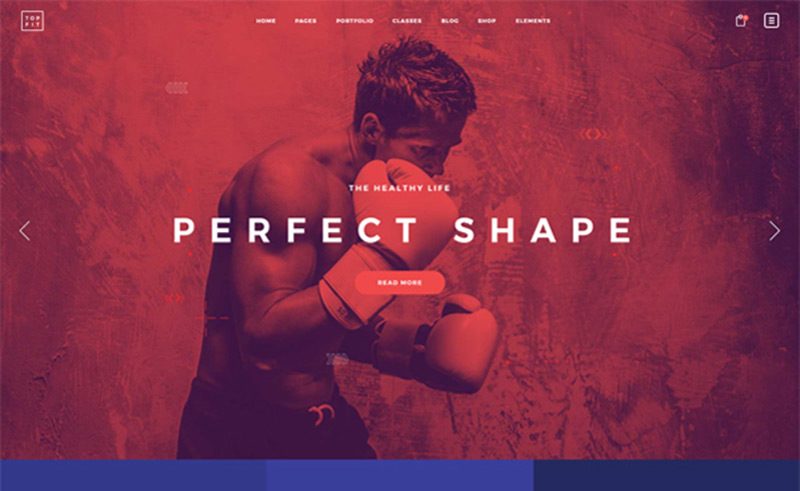 TOP
FIT
HOME PAGES PORTFOLIO CLASSES BLOG SHOP ELEMENTS
THE HEALTHY LIFE
PERFECT SHAPE
READ MORE